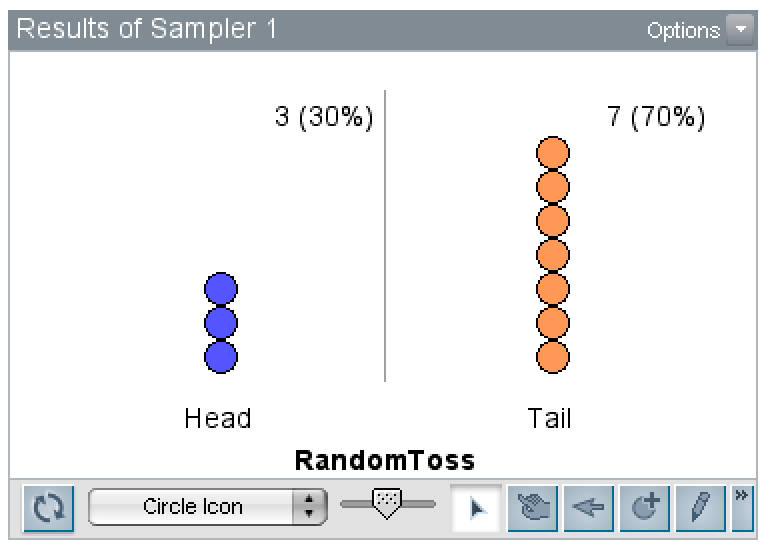 Results of Sampler 1 Options
3 (30%) 7 (70%)
Head Tail
RandomToss
Circle Icon »